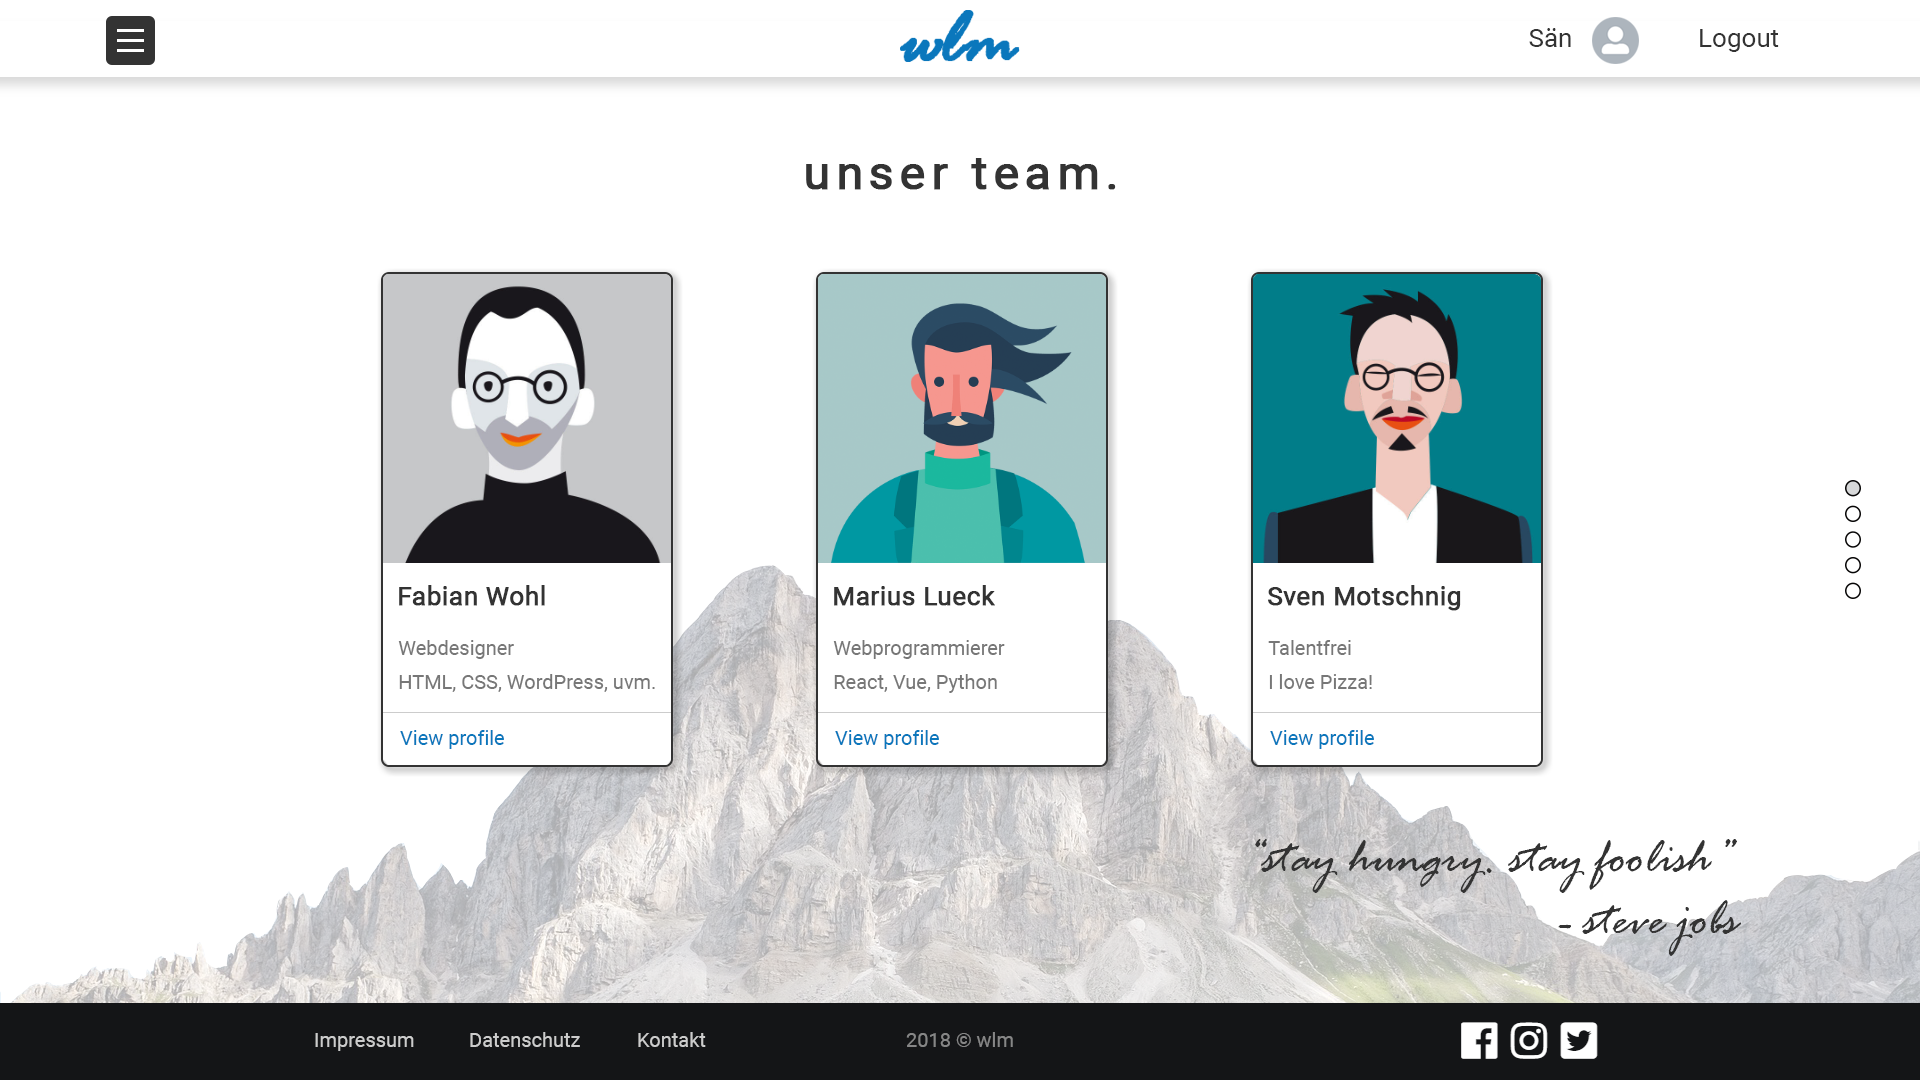 wlm
Sän
Logout
unser team.
Fabian Wohl
Webdesigner
HTML, CSS, WordPress, uvm.
View profile
Marius Lueck
Webprogrammierer
React, Vue, Python
View profile
Sven Motschnig
Talentfrei
I love Pizza!
View profile
“stay hungry. stay foolish ”
- steve jobs
Impressum
Datenschutz
Kontakt
2018 © wlm